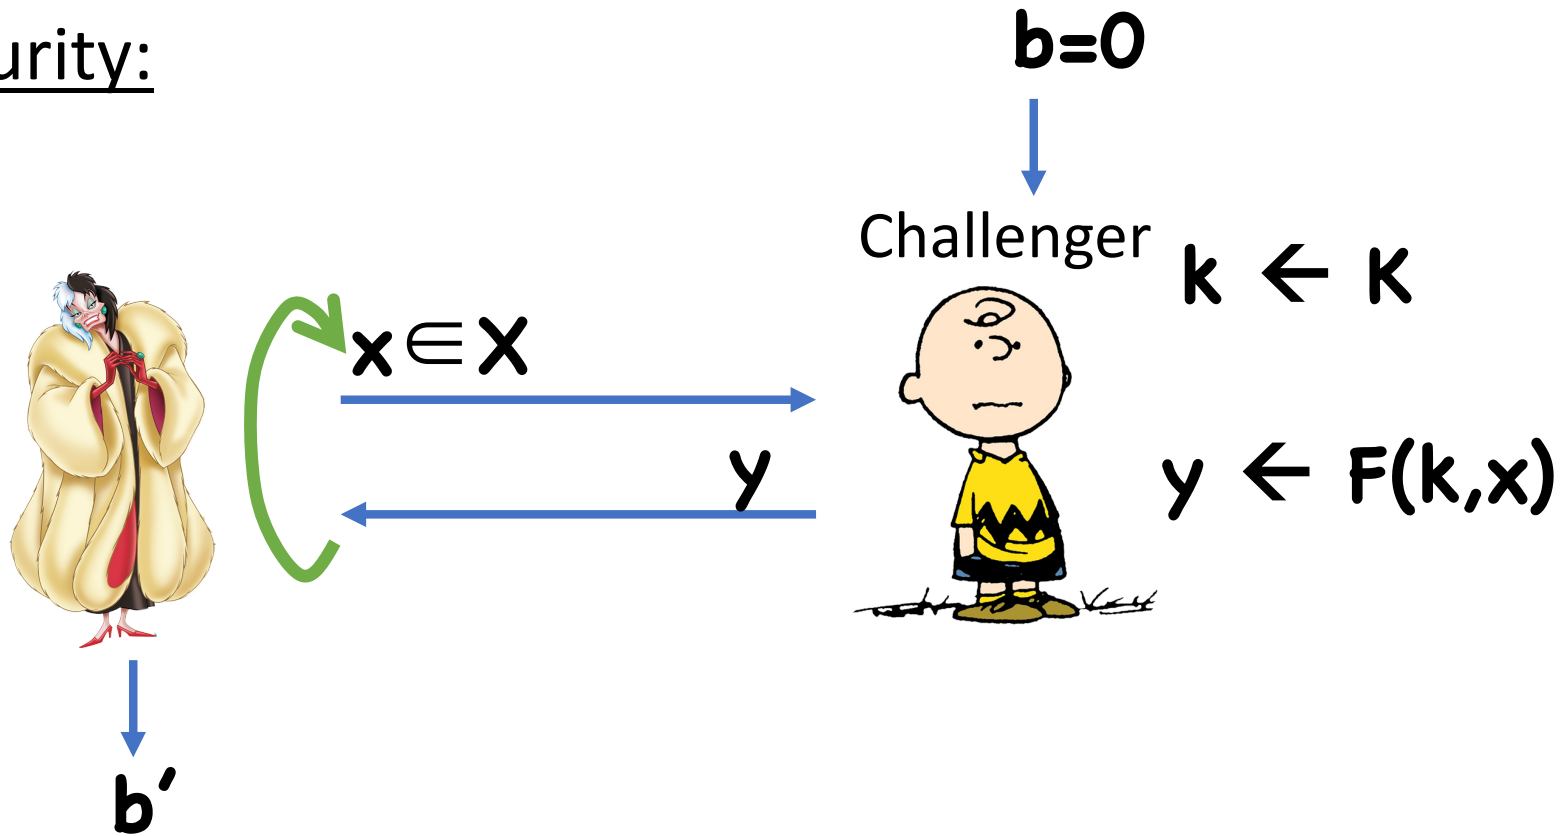 urity:
b=0
Challenger
k ← K
x ∈ X
y
y ← F(k,x)
b′